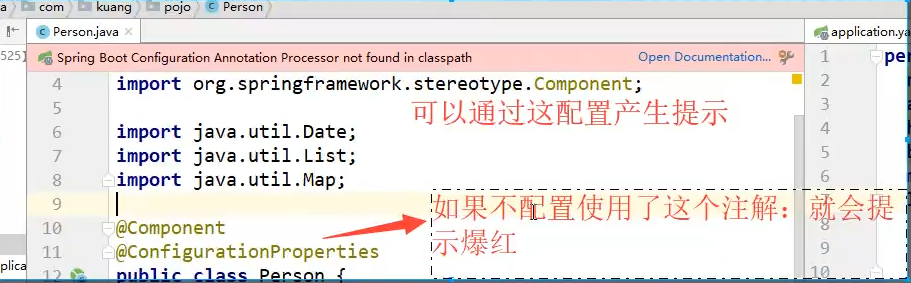 com kuang pojo Person
Person.java
application.ya
Spring Boot Configuration Annotation Processor not found in classpath Open Documentation...
525]
4 import org.springframework.stereotype.Component;
可以通过这配置产生提示
5
6 import java.util.Date;
7 import java.util.List;
8 import java.util.Map;
9
如果不配置使用了这个注解：就会提
示爆红
10 @Component
11 @ConfigurationProperties
12 public class Person {
applica
1 pe
2
3
4
5
6
7
8
9
10